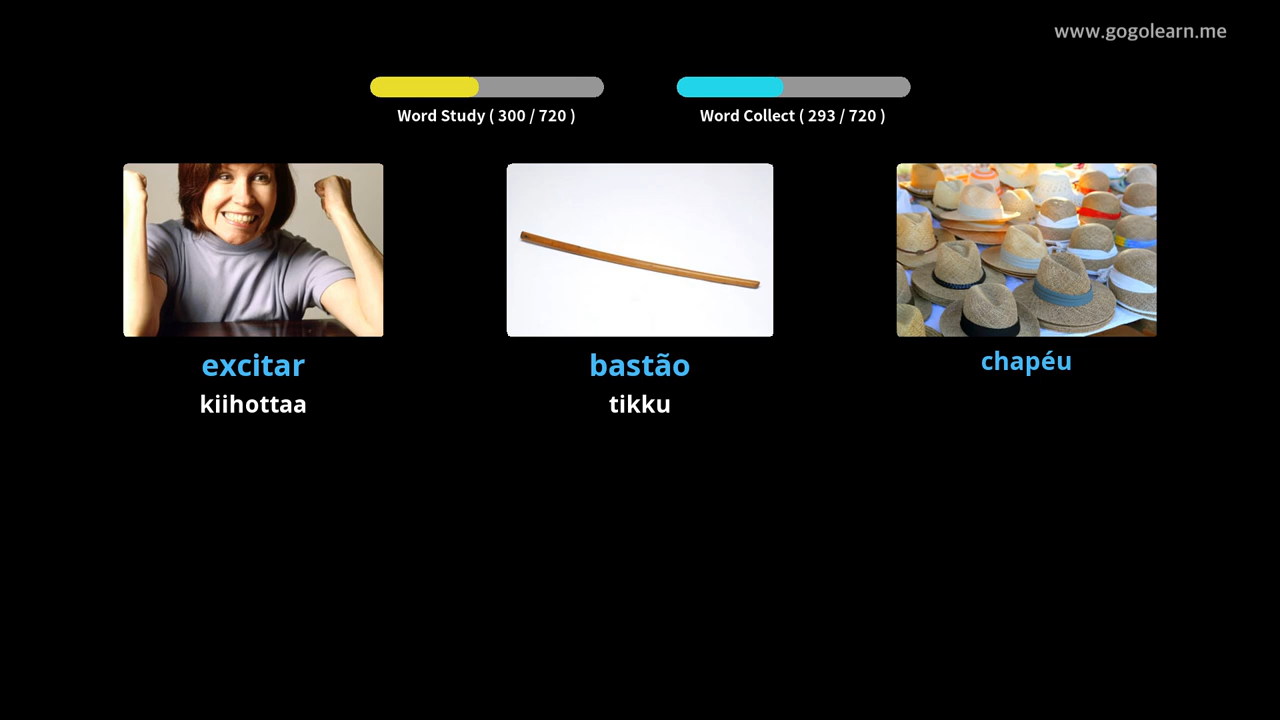 www.gogolearn.me
Word Study ( 300 / 720 )
Word Collect ( 293 / 720 )
excitar
kiihottaa
bastão
tikku
chapéu